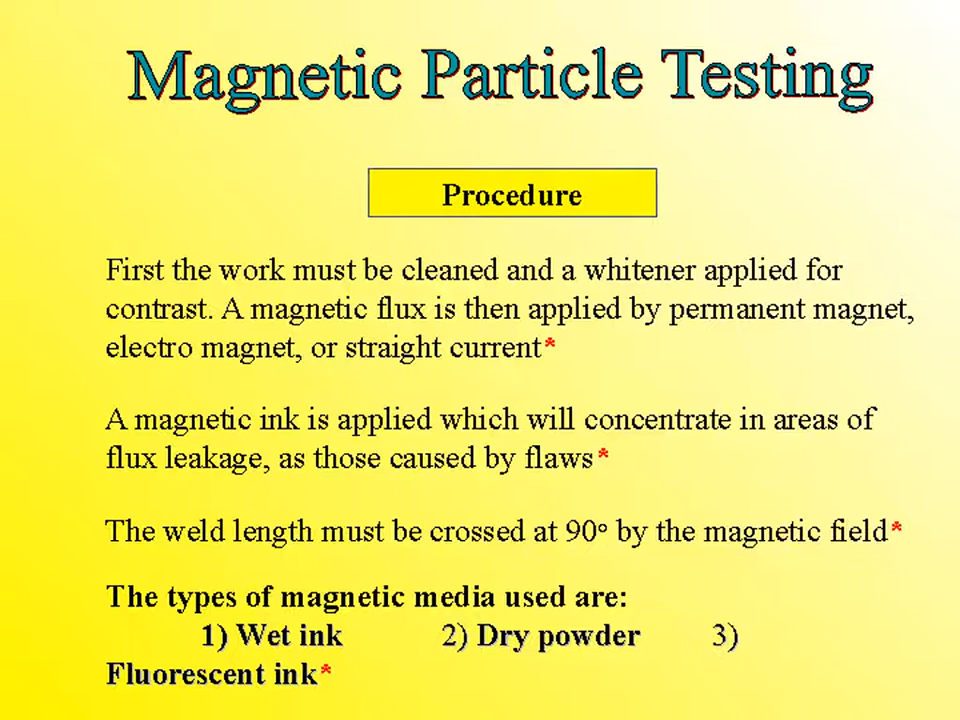 Magnetic Particle Testing
Procedure
First the work must be cleaned and a whitener applied for
contrast. A magnetic flux is then applied by permanent magnet,
electro magnet, or straight current*
A magnetic ink is applied which will concentrate in areas of
flux leakage, as those caused by flaws*
The weld length must be crossed at 90° by the magnetic field*
The types of magnetic media used are:
1) Wet ink 2) Dry powder 3)
Fluorescent ink*